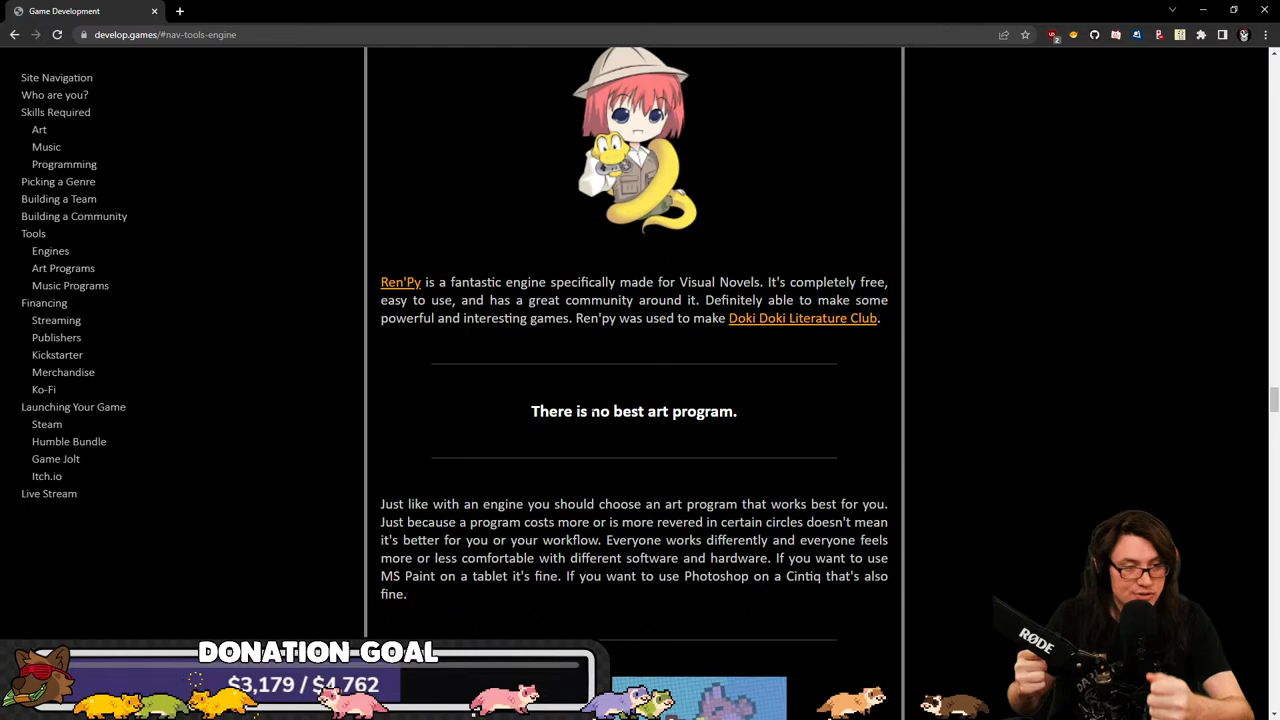 Game Development
develop.games/#nav-tools-engine
Site Navigation
Who are you?
Skills Required
Art
Music
Programming
Picking a Genre
Building a Team
Building a Community
Tools
Engines
Art Programs
Music Programs
Financing
Streaming
Publishers
Kickstarter
Merchandise
Ko-Fi
Launching Your Game
Steam
Humble Bundle
Game Jolt
Itch.io
Live Stream
Ren'Py is a fantastic engine specifically made for Visual Novels. It's completely free,
easy to use, and has a great community around it. Definitely able to make some
powerful and interesting games. Ren'py was used to make Doki Doki Literature Club.
There is no best art program.
Just like with an engine you should choose an art program that works best for you.
Just because a program costs more or is more revered in certain circles doesn't mean
it's better for you or your workflow. Everyone works differently and everyone feels
more or less comfortable with different software and hardware. If you want to use
MS Paint on a tablet it's fine. If you want to use Photoshop on a Cintiq that's also
fine.
DONATION GOAL
$3,179 / $4,762
RØDE